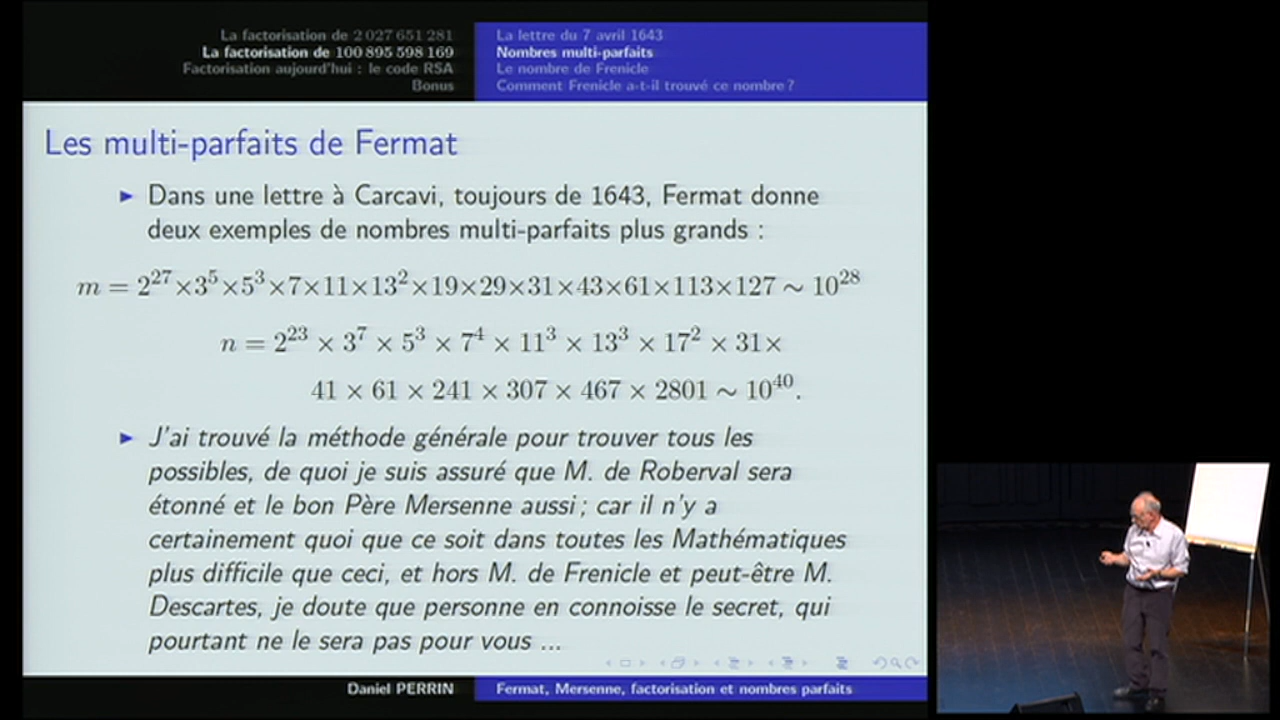 La factorisation de 2 027 651 281
La factorisation de 100 895 598 169
Factorisation aujourd'hui : le code RSA
Bonus
La lettre du 7 avril 1643
Nombres multi-parfaits
Le nombre de Frenicle
Comment Frenicle a-t-il trouvé ce nombre ?
Les multi-parfaits de Fermat
► Dans une lettre à Carcavi, toujours de 1643, Fermat donne
deux exemples de nombres multi-parfaits plus grands :
m = 2^27×3^5×5^3×7×11×13^2×19×29×31×43×61×113×127 ∼ 10^28
n = 2^23 × 3^7 × 5^3 × 7^4 × 11^3 × 13^3 × 17^2 × 31×
41 × 61 × 241 × 307 × 467 × 2801 ∼ 10^40.
► J'ai trouvé la méthode générale pour trouver tous les
possibles, de quoi je suis assuré que M. de Roberval sera
étonné et le bon Père Mersenne aussi ; car il n'y a
certainement quoi que ce soit dans toutes les Mathématiques
plus difficile que ceci, et hors M. de Frenicle et peut-être M.
Descartes, je doute que personne en connoisse le secret, qui
pourtant ne le sera pas pour vous ...
Daniel PERRIN
Fermat, Mersenne, factorisation et nombres parfaits